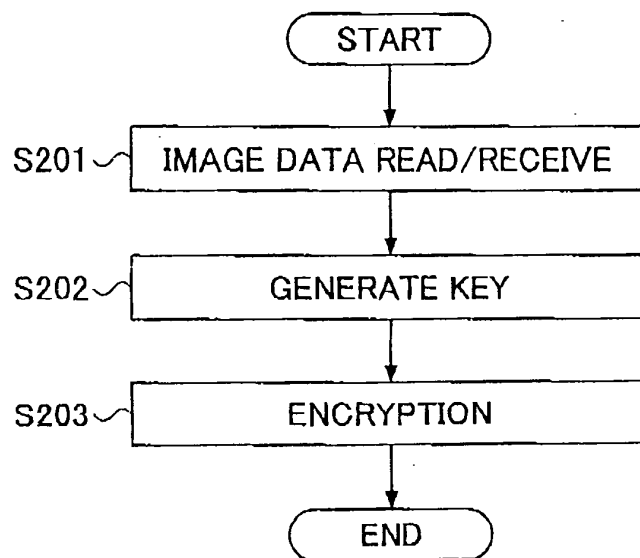 START
S201 IMAGE DATA READ/RECEIVE
S202 GENERATE KEY
S203 ENCRYPTION
END